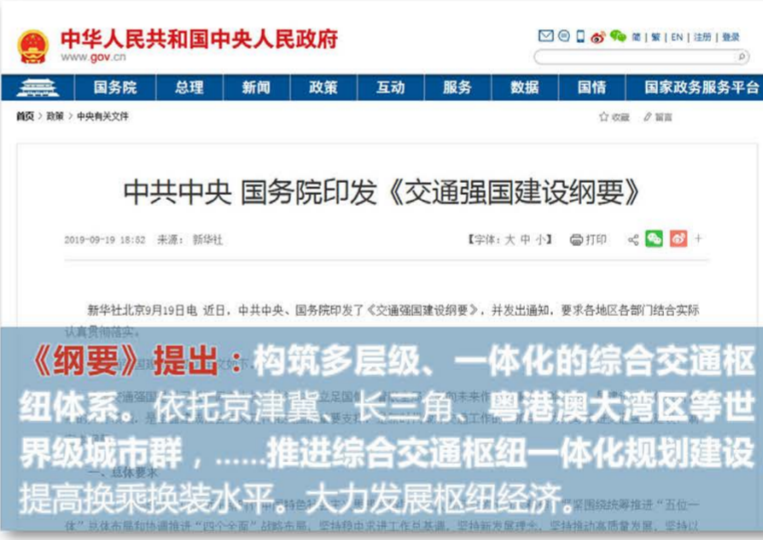 中华人民共和国中央人民政府
www.gov.cn
简 | 繁 | EN | 注册 | 登录
国务院 总理 新闻 政策 互动 服务 数据 国情 国家政务服务平台
首页 > 政策 > 中央有关文件
收藏 留言
中共中央 国务院印发《交通强国建设纲要》
2019-09-19 18:52 来源： 新华社
【字体：大 中 小】 打印
新华社北京9月19日电 近日，中共中央、国务院印发了《交通强国建设纲要》，并发出通知，要求各地区各部门结合实际
认真贯彻落实。
《纲要》提出：构筑多层级、一体化的综合交通枢
纽体系。依托京津冀、长三角、粤港澳大湾区等世
界级城市群，……推进综合交通枢纽一体化规划建设
提高换乘换装水平。大力发展枢纽经济。